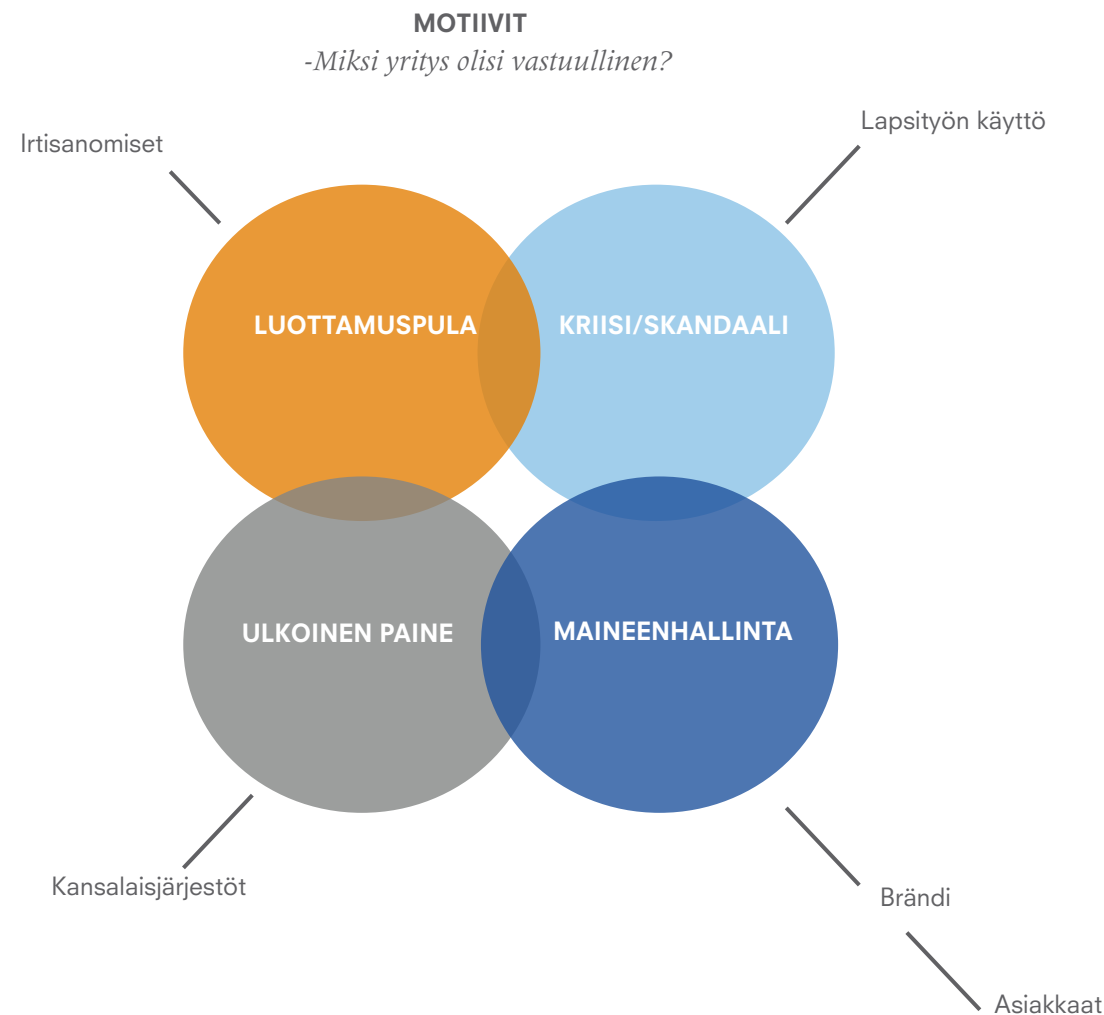 MOTIIVIT
-Miksi yritys olisi vastuullinen?
Irtisanomiset
Lapsityön käyttö
LUOTTAMUSPULA
KRIISI/SKANDAALI
ULKOINEN PAINE
MAINEENHALLINTA
Kansalaisjärjestöt
Brändi
Asiakkaat